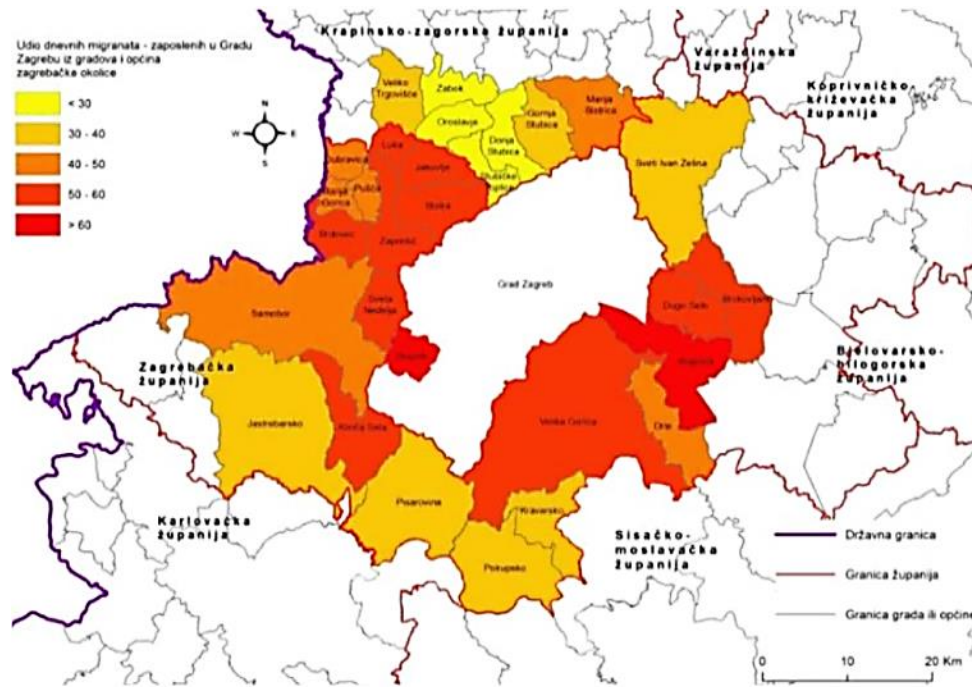 Udio dnevnih migranata - zaposlenih u Gradu
Zagrebu iz gradova i općina
zagrebačke okolice
< 30
30 - 40
40 - 50
50 - 60
> 60
N
W
E
S
Krapinsko-zagorska županija
Varaždinska
županija
Koprivničko-
križevačka
županija
Veliko
Trgovišće
Zabok
Oroslavje
Gornja
Stubica
Marija
Bistrica
Donja
Stubica
Stubičke
Toplice
Sveti Ivan Zelina
Luka
Jakovlje
Dubravica
Pušća
Marija
Gorica
Bistra
Brdovec
Zaprešić
Grad Zagreb
Sveta
Nedelja
Samobor
Stupnik
Dugo Selo
Brckovljani
Rugvica
Zagrebačka
županija
Bjelovarsko-
bilogorska
županija
Jastrebarsko
Klinča Sela
Velika Gorica
Orle
Pisarovina
Kravarsko
Pokupsko
Karlovačka
županija
Sisačko-
moslavačka
županija
Državna granica
Granica županija
Granica grada ili općine
0
10
20 Km